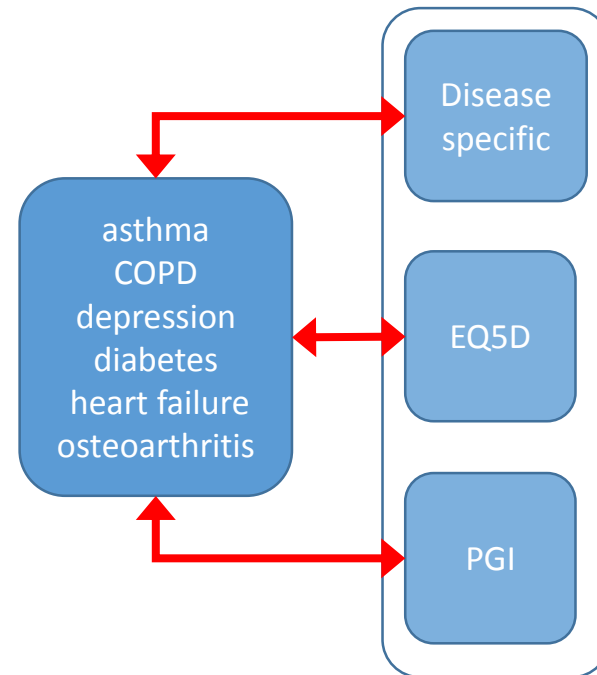 Disease
specific
asthma
COPD
depression
diabetes
heart failure
osteoarthritis
EQ5D
PGI